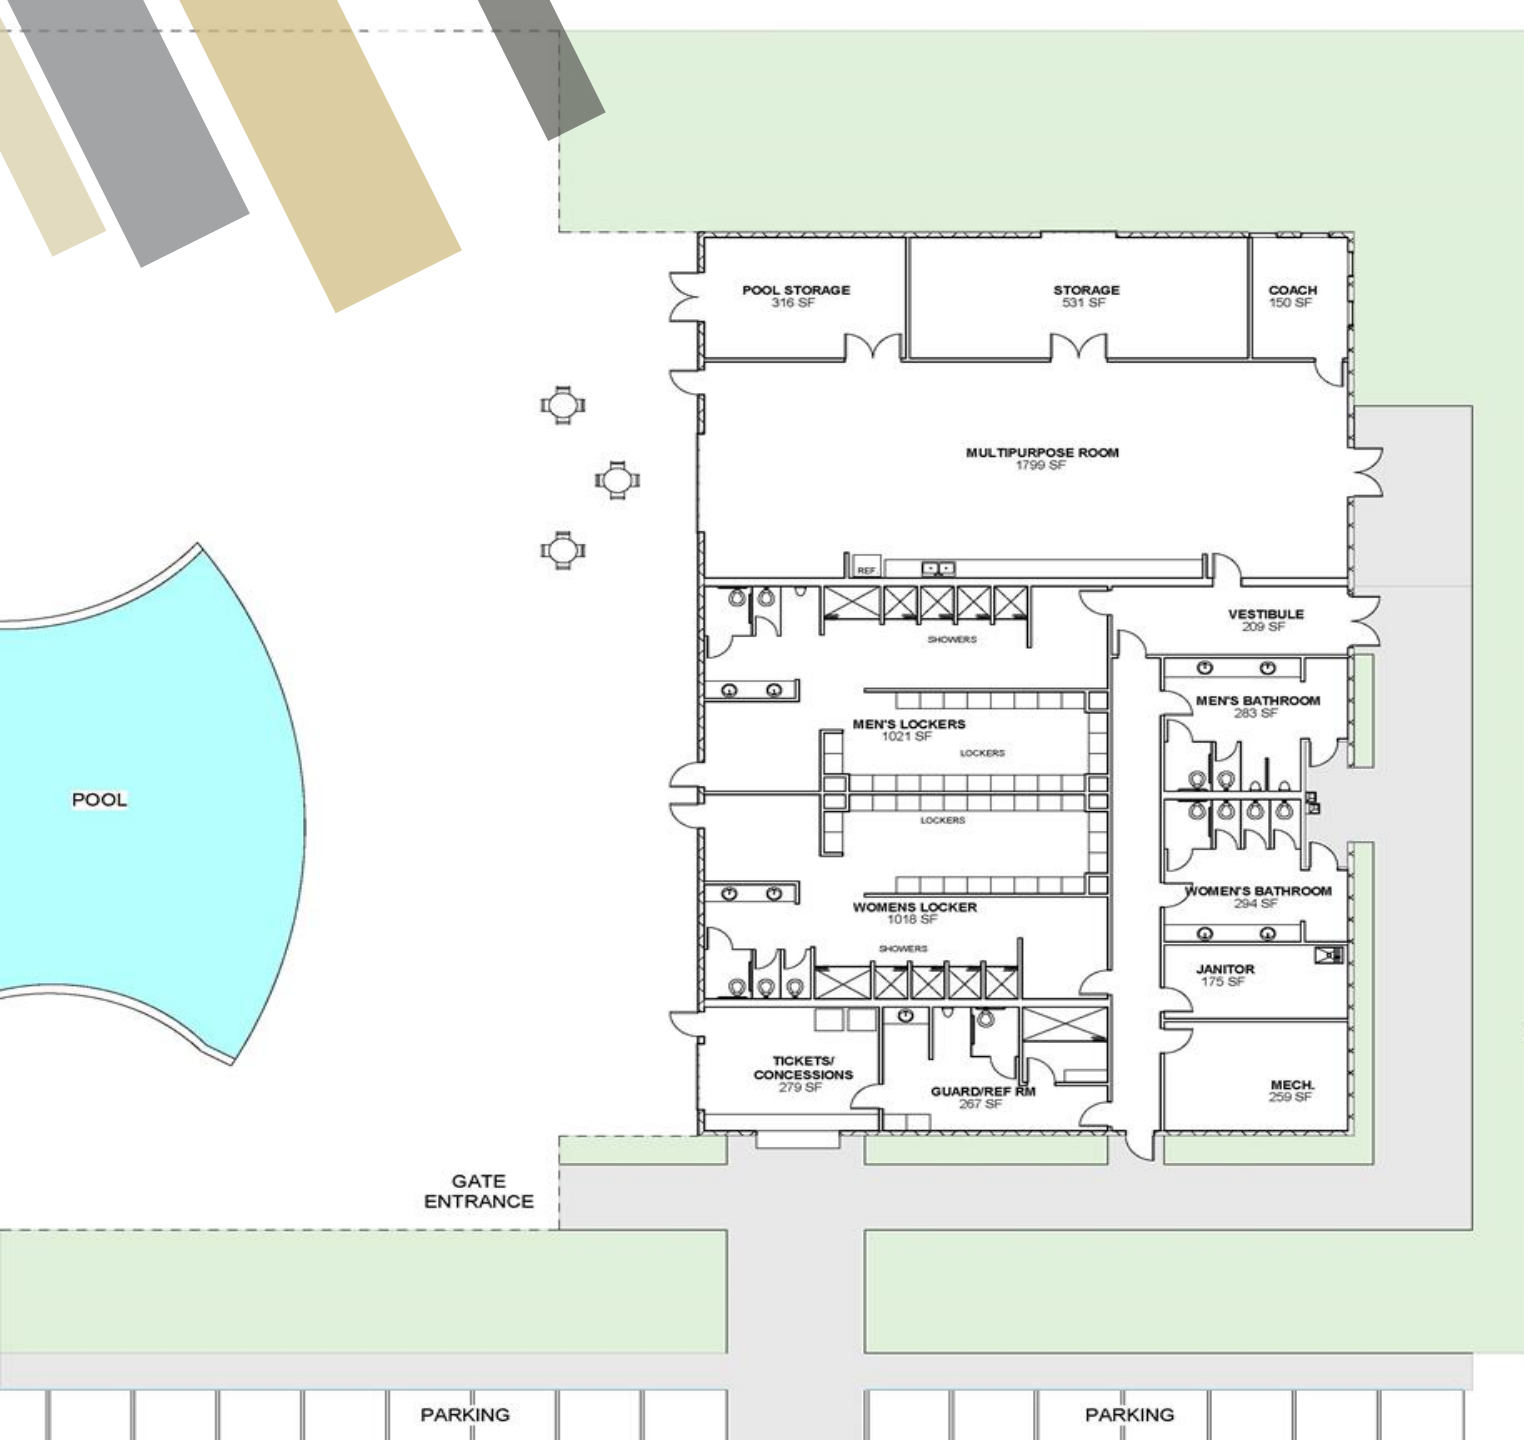 POOL STORAGE
316 SF
STORAGE
531 SF
COACH
150 SF
MULTIPURPOSE ROOM
1799 SF
REF.
VESTIBULE
209 SF
SHOWERS
MEN'S BATHROOM
283 SF
MEN'S LOCKERS
1021 SF
LOCKERS
POOL
LOCKERS
WOMEN'S BATHROOM
294 SF
WOMENS LOCKER
1018 SF
SHOWERS
JANITOR
175 SF
TICKETS/
CONCESSIONS
279 SF
GUARD/REF RM
267 SF
MECH.
259 SF
GATE
ENTRANCE
PARKING
PARKING